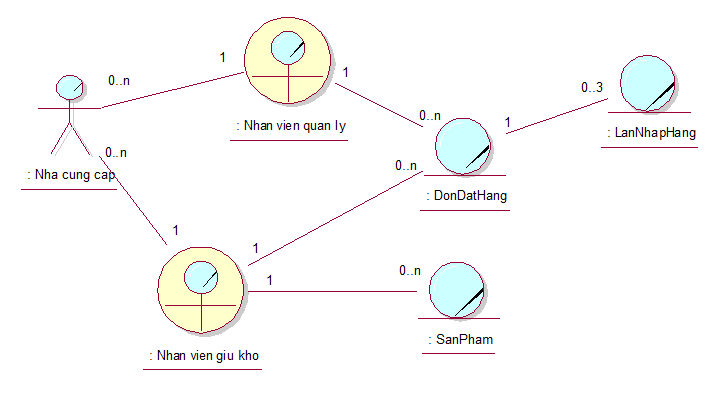 0..n
1
: Nhan vien quan ly
1
0..n
0..3
1
: LanNhapHang
: Nha cung cap
0..n
0..n
: DonDatHang
1
1
1
0..n
: SanPham
: Nhan vien giu kho